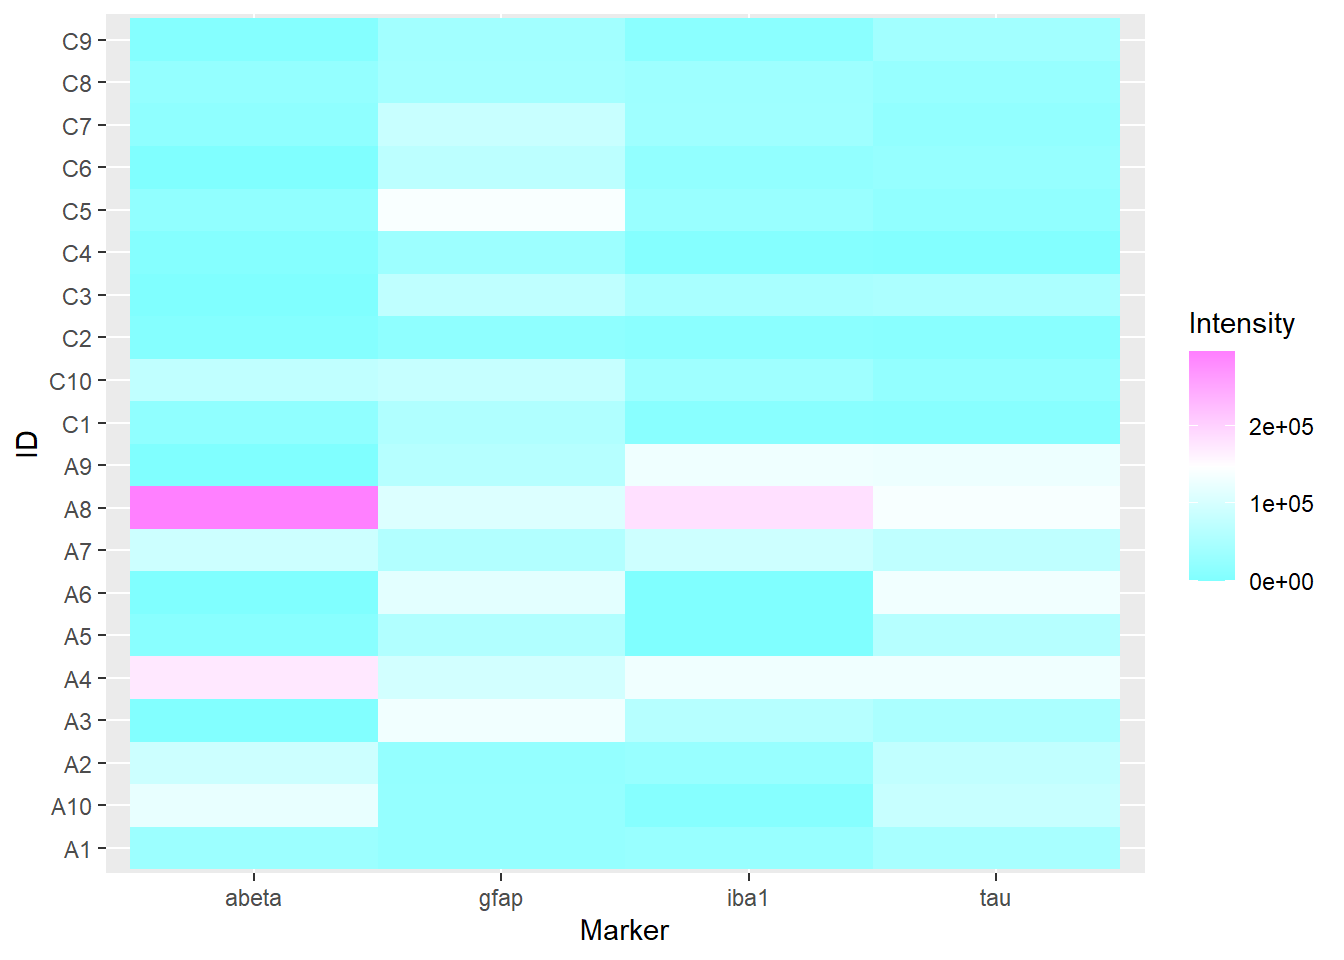 C9
C8
C7
C6
C5
C4
C3
C2
C10
C1
A9
A8
A7
A6
A5
A4
A3
A2
A10
A1
ID
abeta gfap iba1 tau
Marker
Intensity
2e+05
1e+05
0e+00